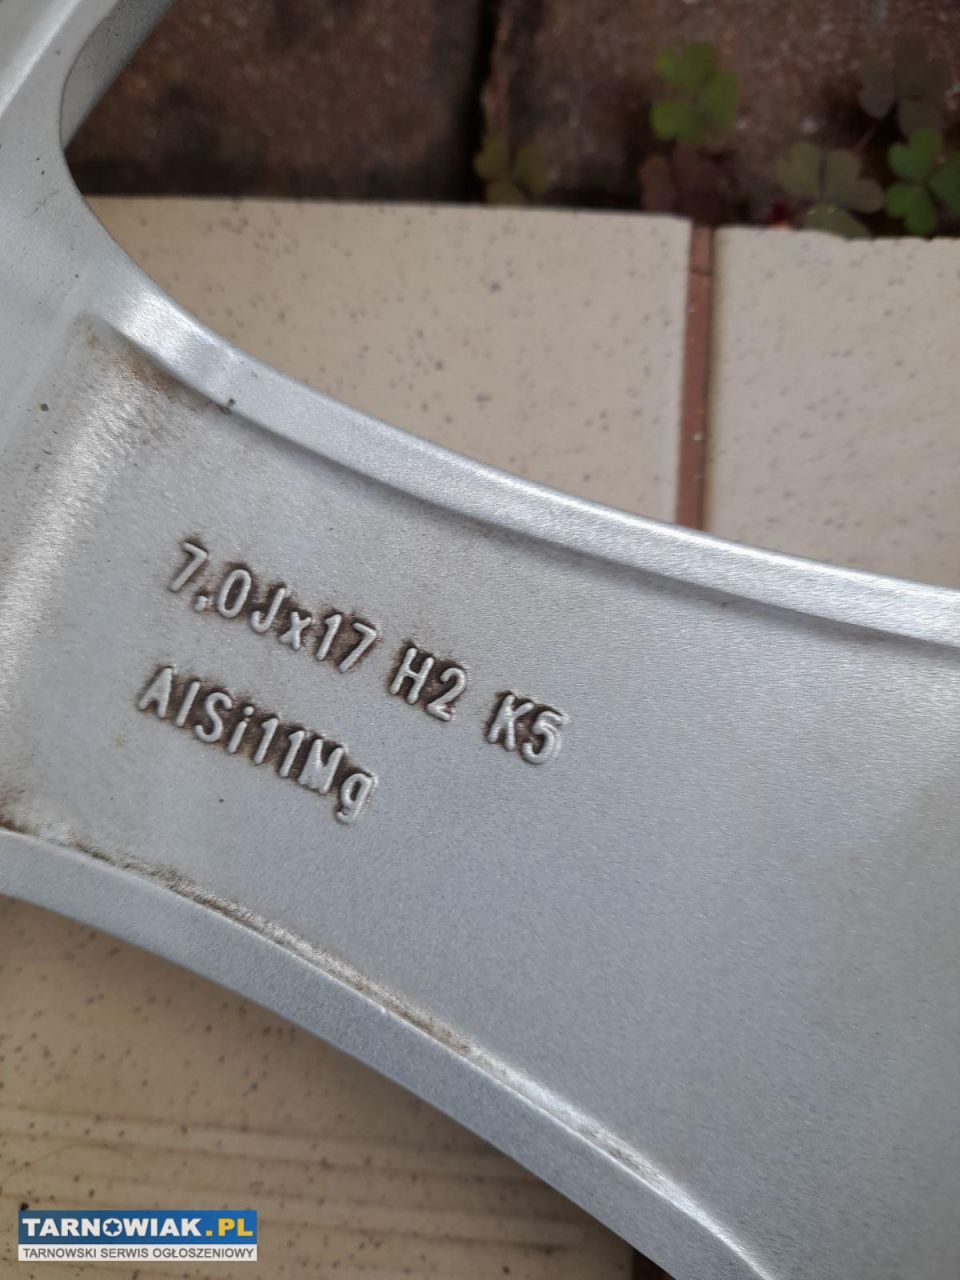 7.0Jx17 H2 K5
AlSi11Mg
TARNOWIAK.PL
TARNOWSKI SERWIS OGŁOSZENIOWY